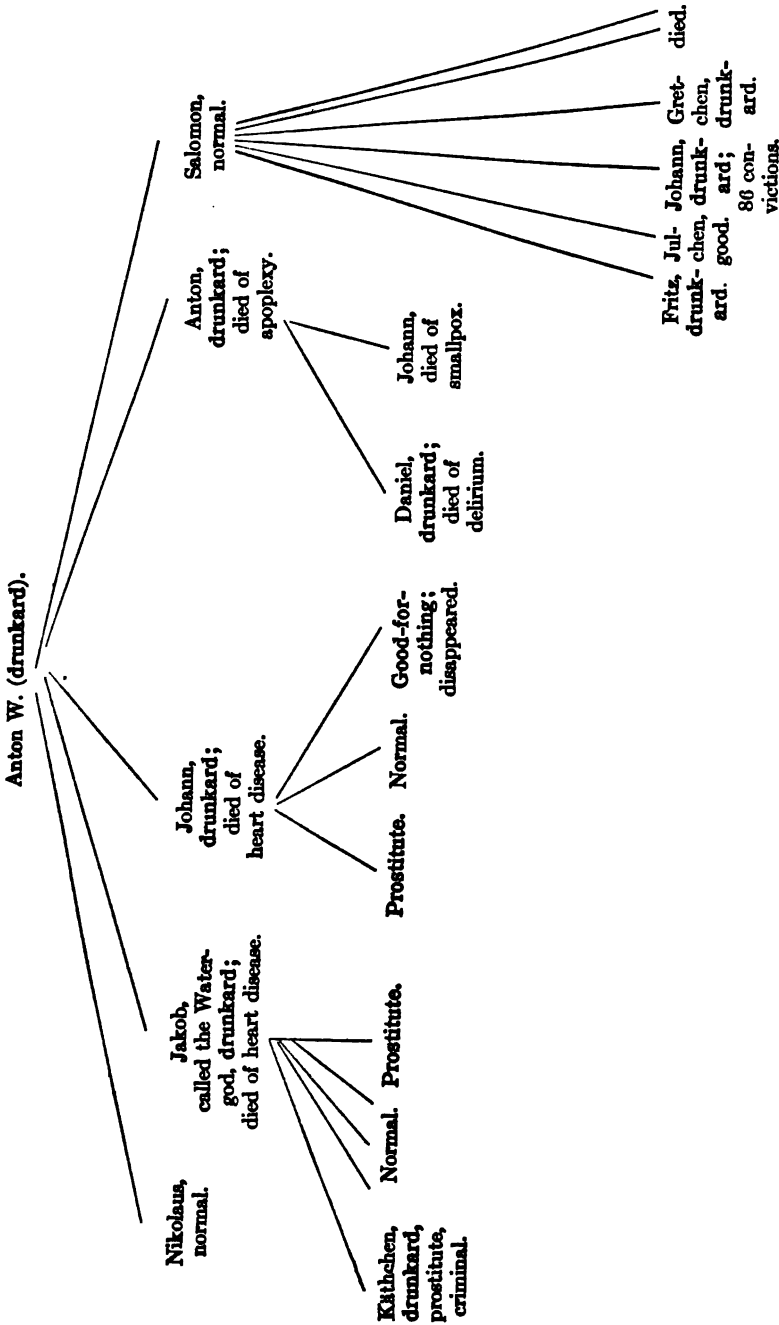 Anton W. (drunkard).
Nikolaus,
normal.
Jakob,
called the Water-
god, drunkard;
died of heart disease.
Johann,
drunkard;
died of
heart disease.
Anton,
drunkard;
died of
apoplexy.
Salomon,
normal.
Käthchen,
drunkard,
prostitute,
criminal.
Normal.
Prostitute.
Prostitute.
Normal.
Good-for-
nothing;
disappeared.
Daniel,
drunkard;
died of
delirium.
Johann,
died of
smallpox.
Fritz,
drunk-
ard.
Jul-
chen,
good.
Johann,
drunk-
ard;
86 con-
victions.
Gret-
chen,
drunk-
ard.
died.